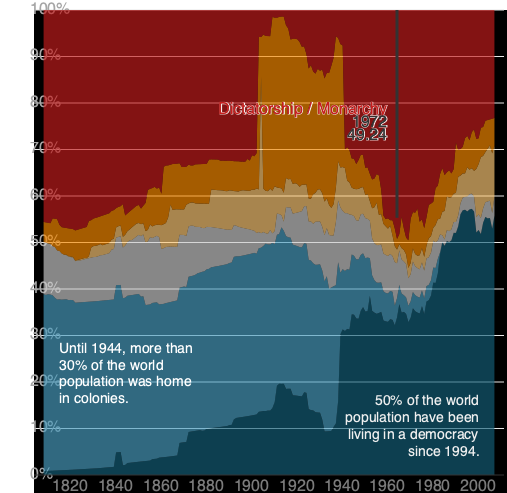 100%
90%
80%
Dictatorship / Monarchy
1972
49.24
70%
60%
50%
40%
30%
Until 1944, more than
30% of the world
population was home
in colonies.
20%
50% of the world
population have been
living in a democracy
since 1994.
10%
0%
1820 1840 1860 1880 1900 1920 1940 1960 1980 2000